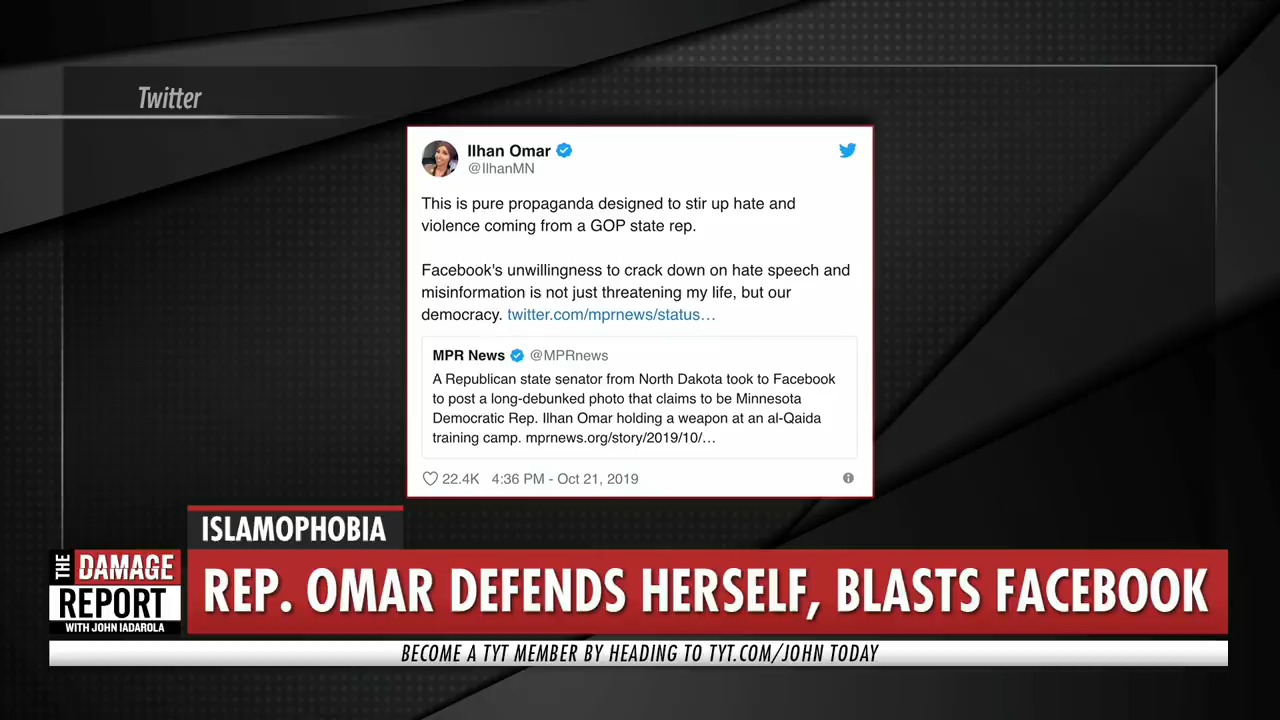 Twitter
Ilhan Omar
@IlhanMN
This is pure propaganda designed to stir up hate and
violence coming from a GOP state rep.
Facebook's unwillingness to crack down on hate speech and
misinformation is not just threatening my life, but our
democracy. twitter.com/mprnews/status…
MPR News @MPRnews
A Republican state senator from North Dakota took to Facebook
to post a long-debunked photo that claims to be Minnesota
Democratic Rep. Ilhan Omar holding a weapon at an al-Qaida
training camp. mprnews.org/story/2019/10/…
22.4K 4:36 PM - Oct 21, 2019
ISLAMOPHOBIA
THE DAMAGE
REPORT
WITH JOHN IADAROLA
REP. OMAR DEFENDS HERSELF, BLASTS FACEBOOK
BECOME A TYT MEMBER BY HEADING TO TYT.COM/JOHN TODAY